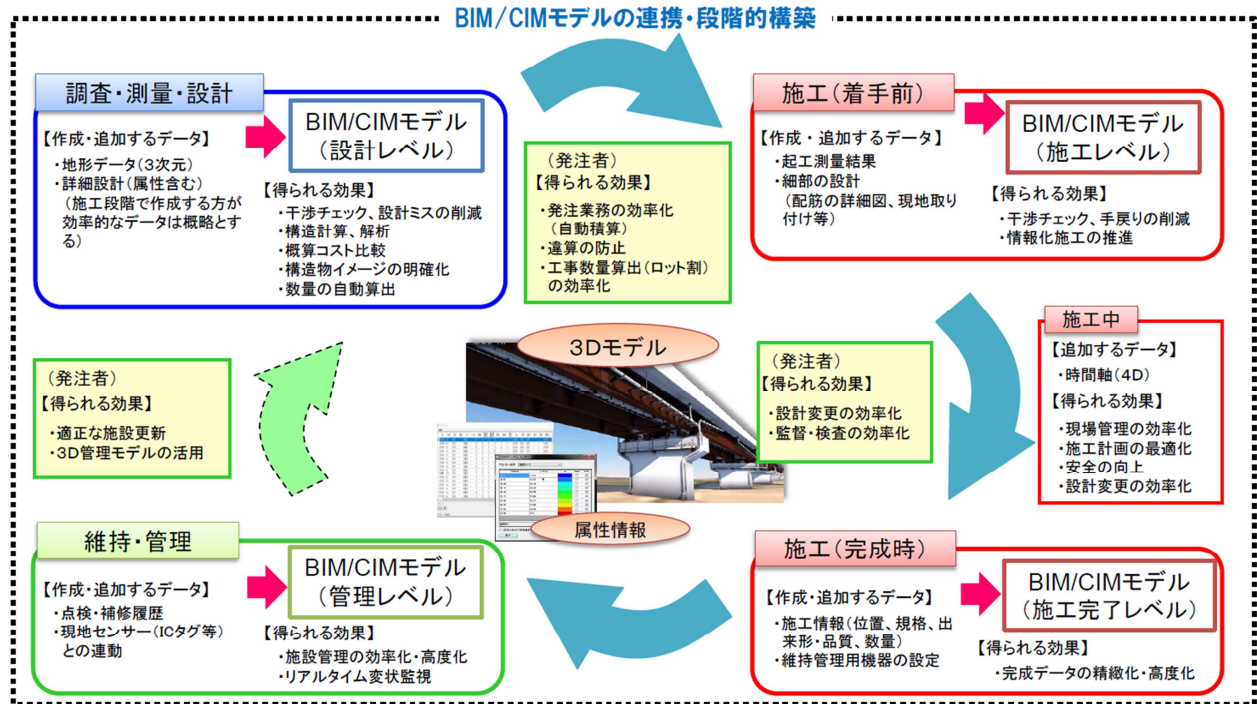 BIM/CIMモデルの連携・段階的構築
調査・測量・設計
【作成・追加するデータ】
・地形データ(3次元)
・詳細設計(属性含む)
(施工段階で作成する方が
効率的なデータは概略とす
る)
BIM/CIMモデル
(設計レベル)
【得られる効果】
・干渉チェック、設計ミスの削減
・構造計算、解析
・概算コスト比較
・構造物イメージの明確化
・数量の自動算出
(発注者)
【得られる効果】
・発注業務の効率化
(自動積算)
・違算の防止
・工事数量算出(ロット割)
の効率化
施工(着手前)
【作成・追加するデータ】
・起工測量結果
・細部の設計
(配筋の詳細図、現地取り
付け等)
BIM/CIMモデル
(施工レベル)
【得られる効果】
・干渉チェック、手戻りの削減
・情報化施工の推進
施工中
【追加するデータ】
・時間軸(4D)
【得られる効果】
・現場管理の効率化
・施工計画の最適化
・安全の向上
・設計変更の効率化
(発注者)
【得られる効果】
・設計変更の効率化
・監督・検査の効率化
3Dモデル
属性情報
(発注者)
【得られる効果】
・適正な施設更新
・3D管理モデルの活用
維持・管理
【作成・追加するデータ】
・点検・補修履歴
・現地センサー(ICタグ等)
との連動
BIM/CIMモデル
(管理レベル)
【得られる効果】
・施設管理の効率化・高度化
・リアルタイム変状監視
施工(完成時)
【作成・追加するデータ】
・施工情報(位置、規格、出
来形・品質、数量)
・維持管理用機器の設定
BIM/CIMモデル
(施工完了レベル)
【得られる効果】
・完成データの精緻化・高度化